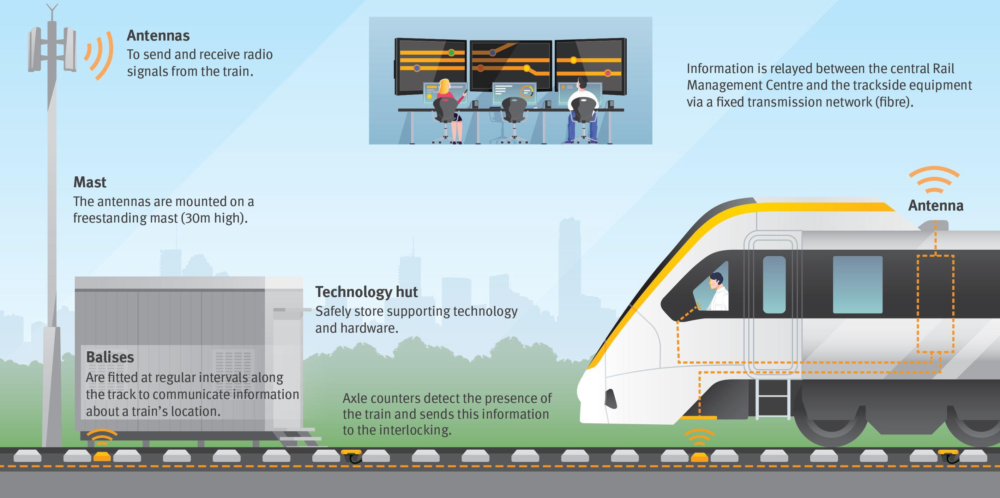 Antennas
To send and receive radio
signals from the train.
Information is relayed between the central Rail
Management Centre and the trackside equipment
via a fixed transmission network (fibre).
Mast
The antennas are mounted on a
freestanding mast (30m high).
Antenna
Technology hut
Safely store supporting technology
and hardware.
Balises
Are fitted at regular intervals along
the track to communicate information
about a train’s location.
Axle counters detect the presence of
the train and sends this information
to the interlocking.